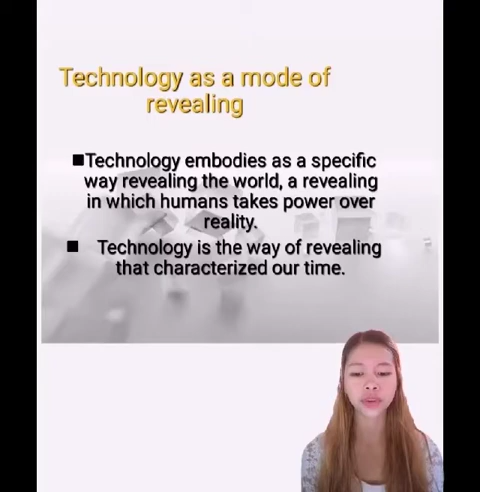 Technology as a mode of
revealing
■Technology embodies as a specific
way revealing the world, a revealing
in which humans takes power over
reality.
■ Technology is the way of revealing
that characterized our time.